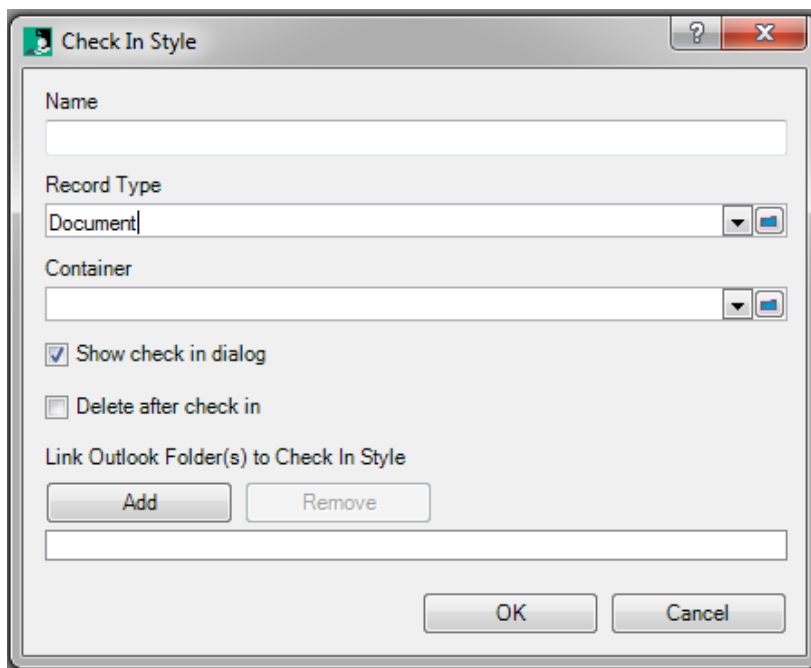 Check In Style
Name
Record Type
Document
Container
Show check in dialog
Delete after check in
Link Outlook Folder(s) to Check In Style
Add Remove
OK Cancel